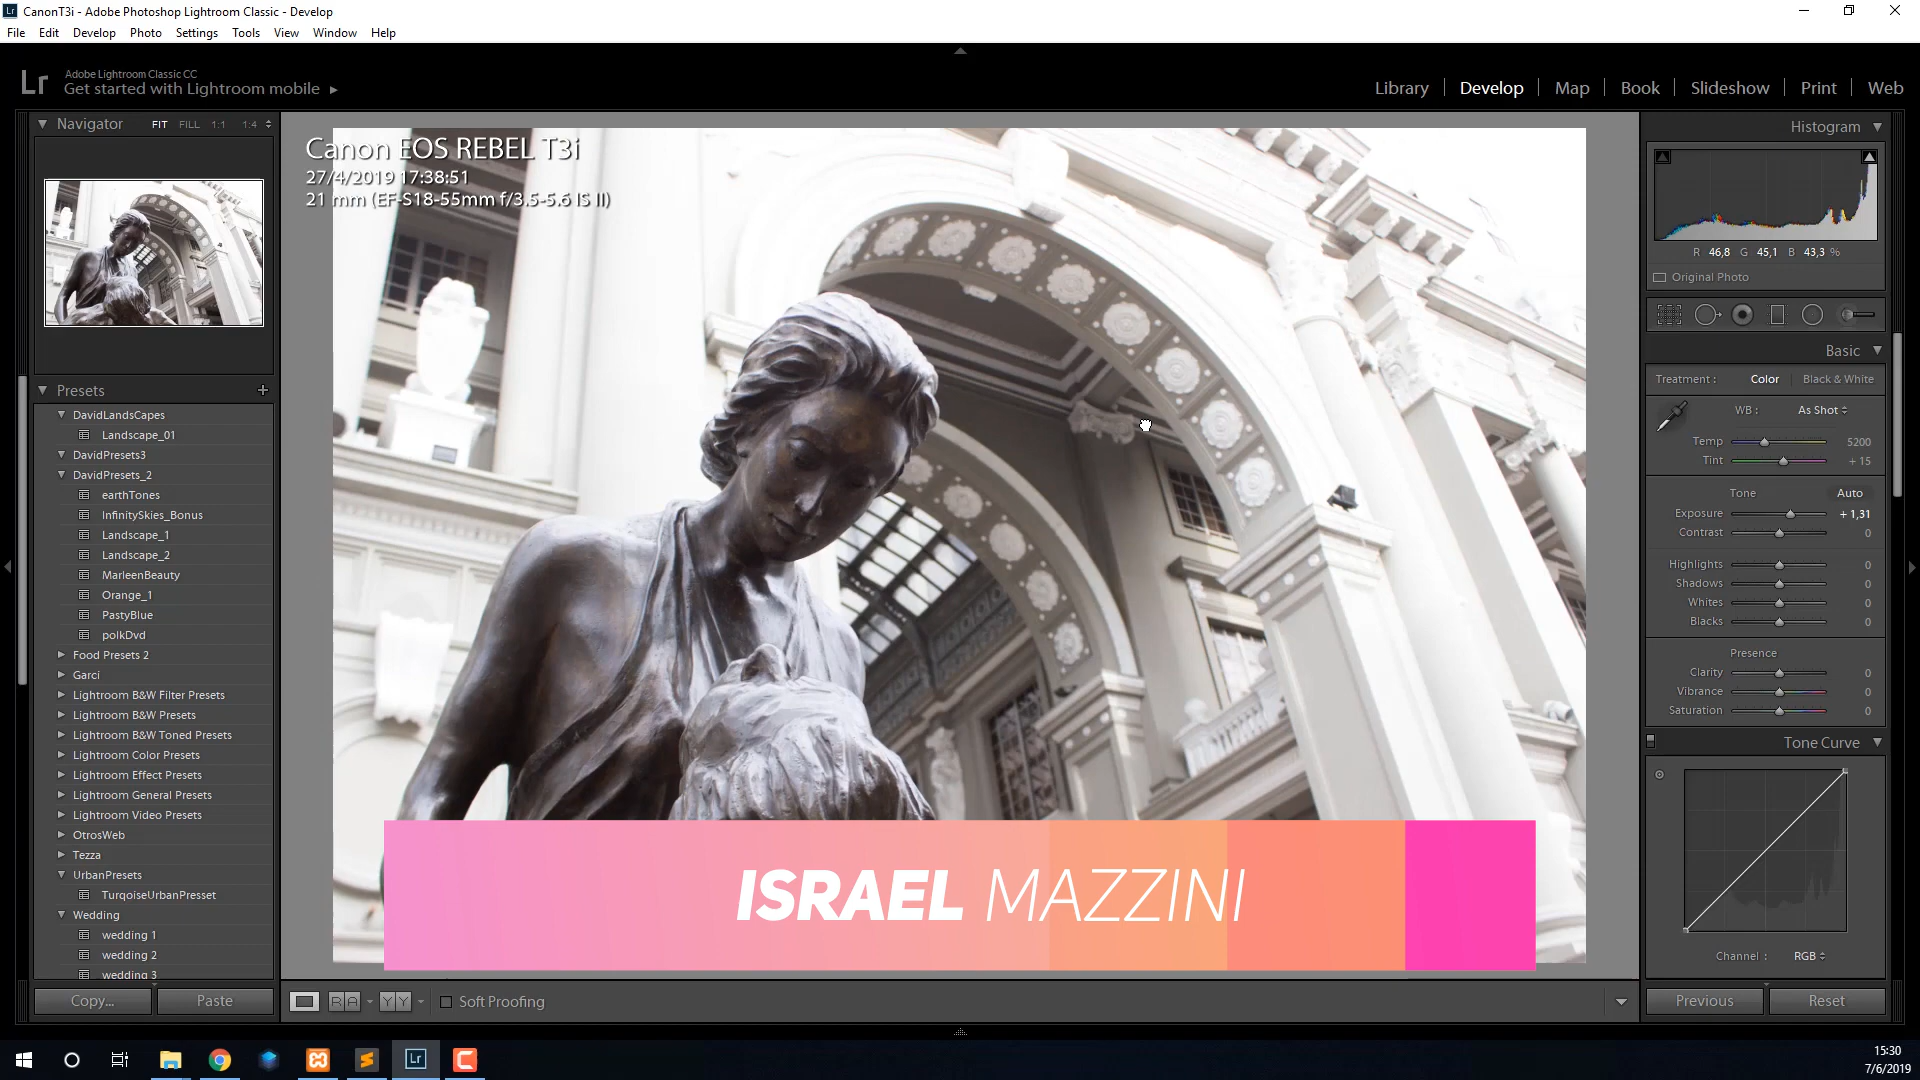 CanonT3i - Adobe Photoshop Lightroom Classic - Develop
File Edit Develop Photo Settings Tools View Window Help
Lr
Adobe Lightroom Classic CC
Get started with Lightroom mobile
Library Develop Map Book Slideshow Print Web
Navigator FIT FILL 1:1 1:4
Presets +
DavidLandsCapes
Landscape_01
DavidPresets3
DavidPresets_2
earthTones
InfinitySkies_Bonus
Landscape_1
Landscape_2
MarleenBeauty
Orange_1
PastyBlue
polkDvd
Food Presets 2
Garci
Lightroom B&W Filter Presets
Lightroom B&W Presets
Lightroom B&W Toned Presets
Lightroom Color Presets
Lightroom Effect Presets
Lightroom General Presets
Lightroom Video Presets
OtrosWeb
Tezza
UrbanPresets
TurqoiseUrbanPresset
Wedding
wedding 1
wedding 2
wedding 3
Copy... Paste
Canon EOS REBEL T3i
27/4/2019 17:38:51
21 mm (EF-S18-55mm f/3.5-5.6 IS II)
ISRAEL MAZZINI
R A Y Y Soft Proofing
Histogram
R 46,8 G 45,1 B 43,3 %
Original Photo
Basic
Treatment : Color Black & White
WB : As Shot
Temp 5200
Tint + 15
Tone Auto
Exposure + 1,31
Contrast 0
Highlights 0
Shadows 0
Whites 0
Blacks 0
Presence
Clarity 0
Vibrance 0
Saturation 0
Tone Curve
Channel : RGB
Previous Reset
Lr
15:30
7/6/2019